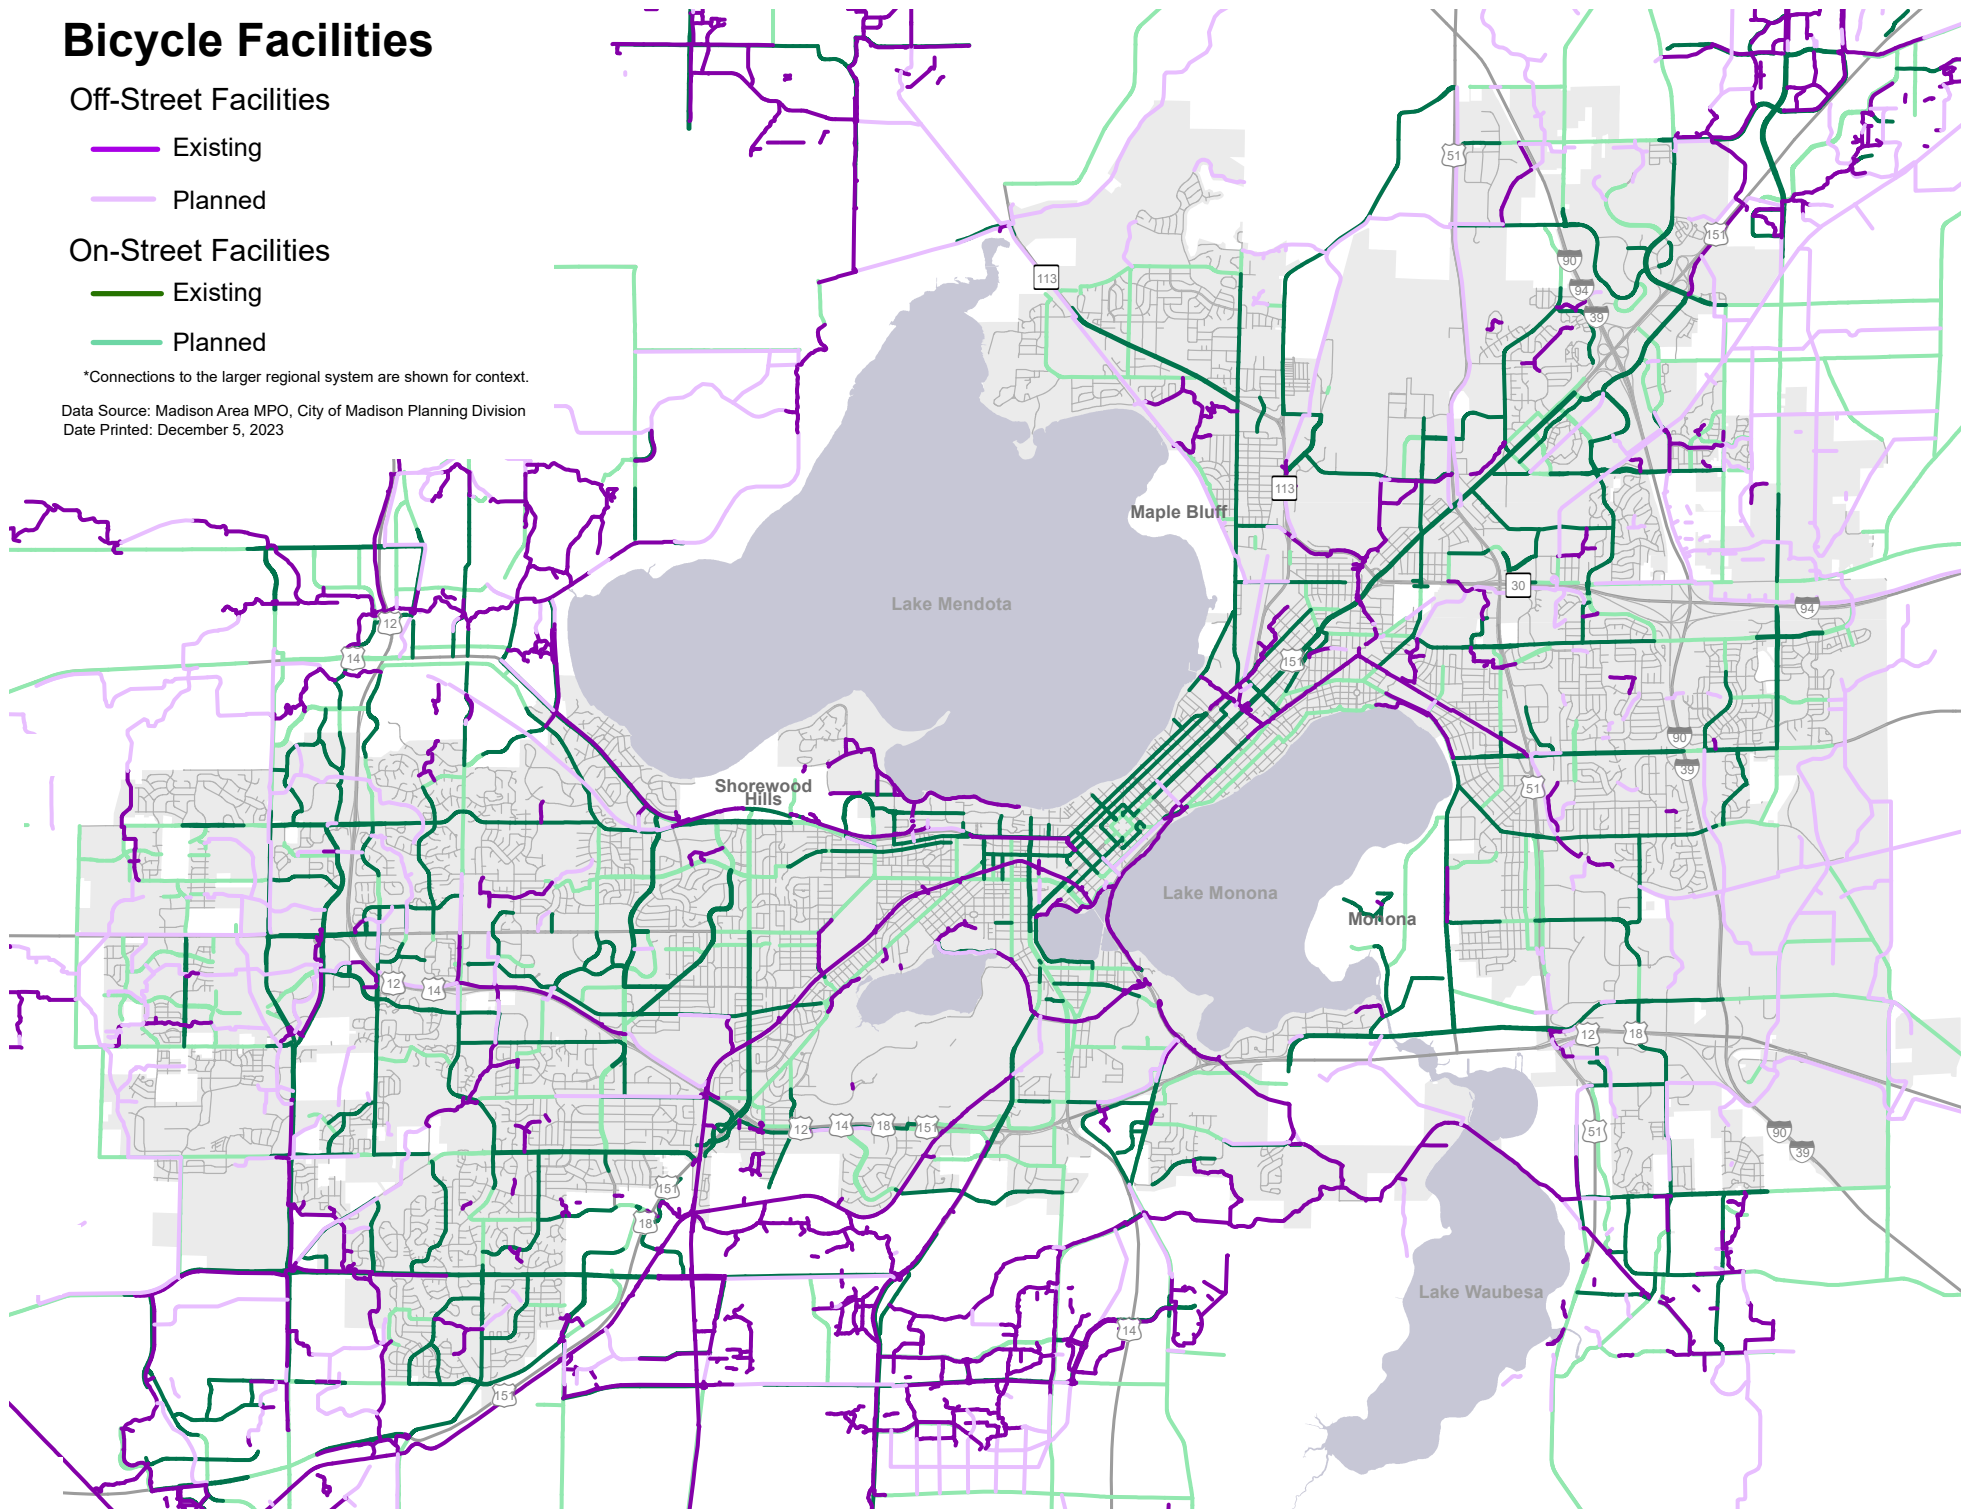 Bicycle Facilities
Off-Street Facilities
Existing
Planned
On-Street Facilities
Existing
Planned
*Connections to the larger regional system are shown for context.
Data Source: Madison Area MPO, City of Madison Planning Division
Date Printed: December 5, 2023
51
151
90
94
39
113
113
Maple Bluff
30
94
Lake Mendota
12
14
151
90
39
51
Shorewood
Hills
Lake Monona
Monona
12
14
12
18
12
14
18
151
51
90
39
151
18
Lake Waubesa
14
151